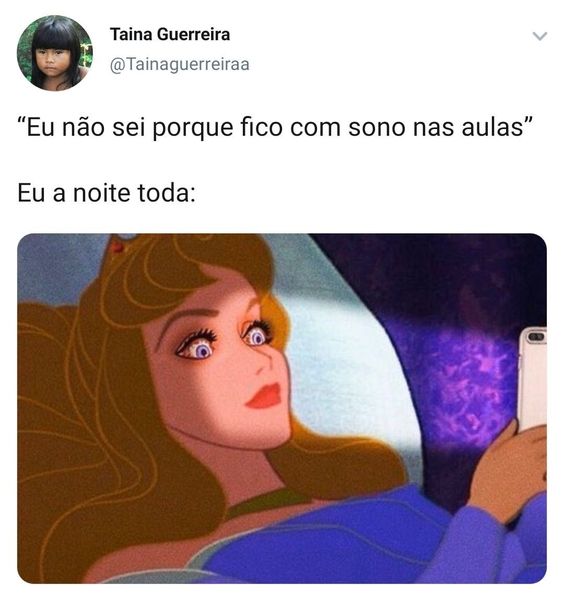 Taina Guerreira
@Tainaguerreiraa
“Eu não sei porque fico com sono nas aulas”
Eu a noite toda: